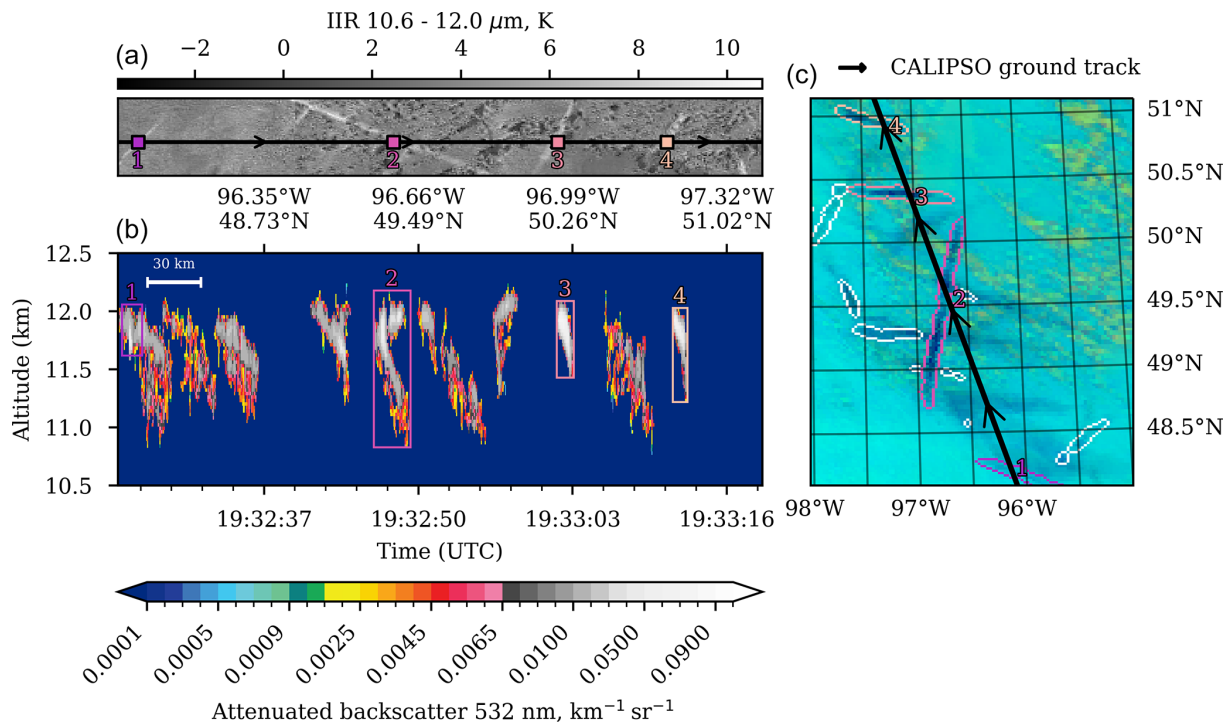 IIR 10.6 - 12.0 μm, K
(a)
−2 0 2 4 6 8 10
1 2 3 4
96.35°W 96.66°W 96.99°W 97.32°W
48.73°N 49.49°N 50.26°N 51.02°N
(b)
12.5
12.0
11.5
11.0
10.5
Altitude (km)
30 km
1 2 3 4
19:32:37 19:32:50 19:33:03 19:33:16
Time (UTC)
0.0001 0.0005 0.0009 0.0025 0.0045 0.0065 0.0100 0.0500 0.0900
Attenuated backscatter 532 nm, km⁻¹ sr⁻¹
(c)
CALIPSO ground track
4
3
2
1
51°N
50.5°N
50°N
49.5°N
49°N
48.5°N
98°W 97°W 96°W